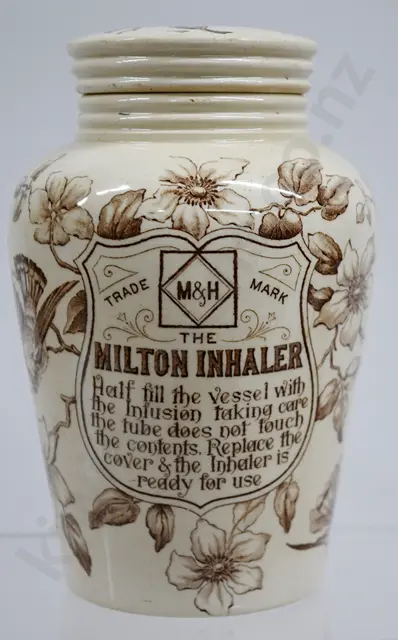 TRADE M&H MARK
THE
MILTON INHALER
Half fill the vessel with
the Infusion taking care
the tube does not touch
the contents. Replace the
cover & the Inhaler is
ready for use